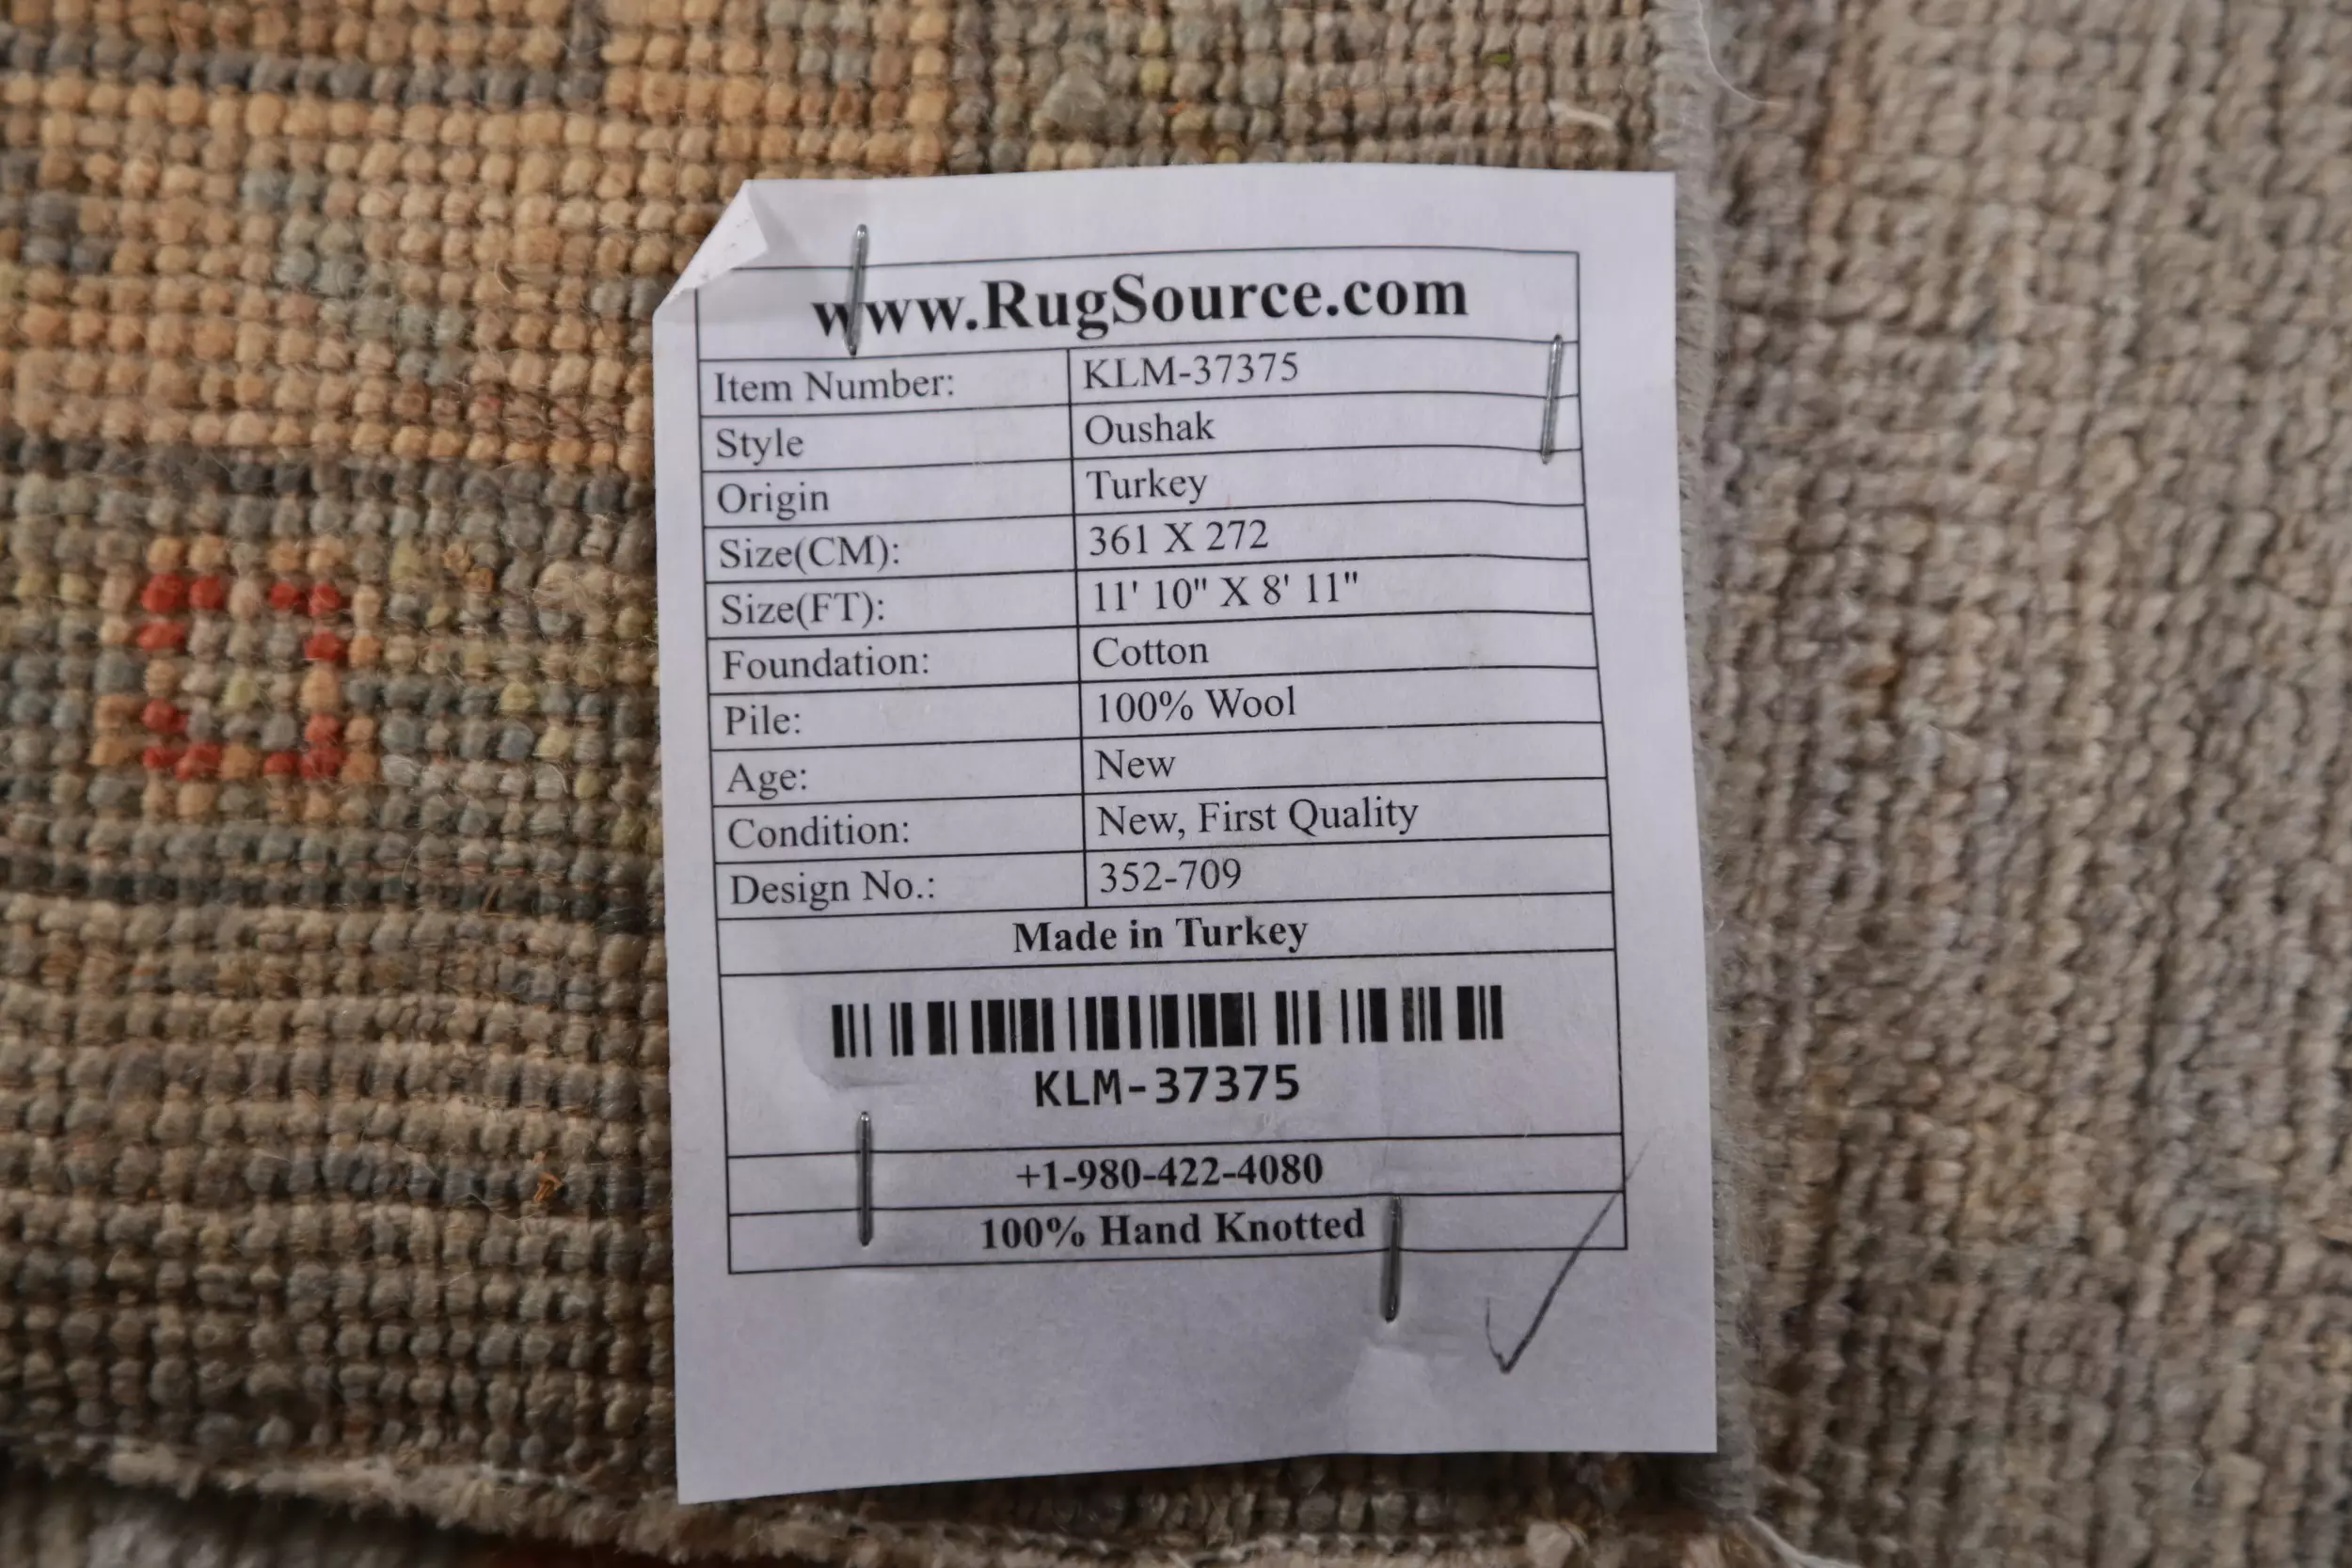 www.RugSource.com
Item Number: KLM-37375
Style Oushak
Origin Turkey
Size(CM): 361 X 272
Size(FT): 11' 10" X 8' 11"
Foundation: Cotton
Pile: 100% Wool
Age: New
Condition: New, First Quality
Design No.: 352-709
Made in Turkey
KLM-37375
+1-980-422-4080
100% Hand Knotted